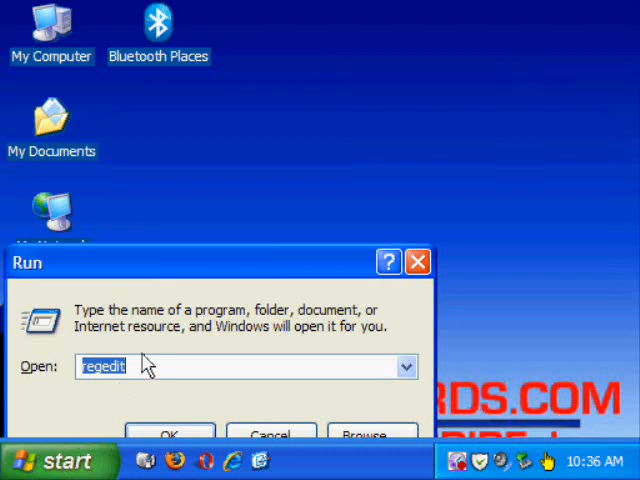 My Computer
Bluetooth Places
My Documents
Run
Type the name of a program, folder, document, or
Internet resource, and Windows will open it for you.
Open:
regedit
OK
Cancel
Browse...
RDS.COM
start
10:36 AM